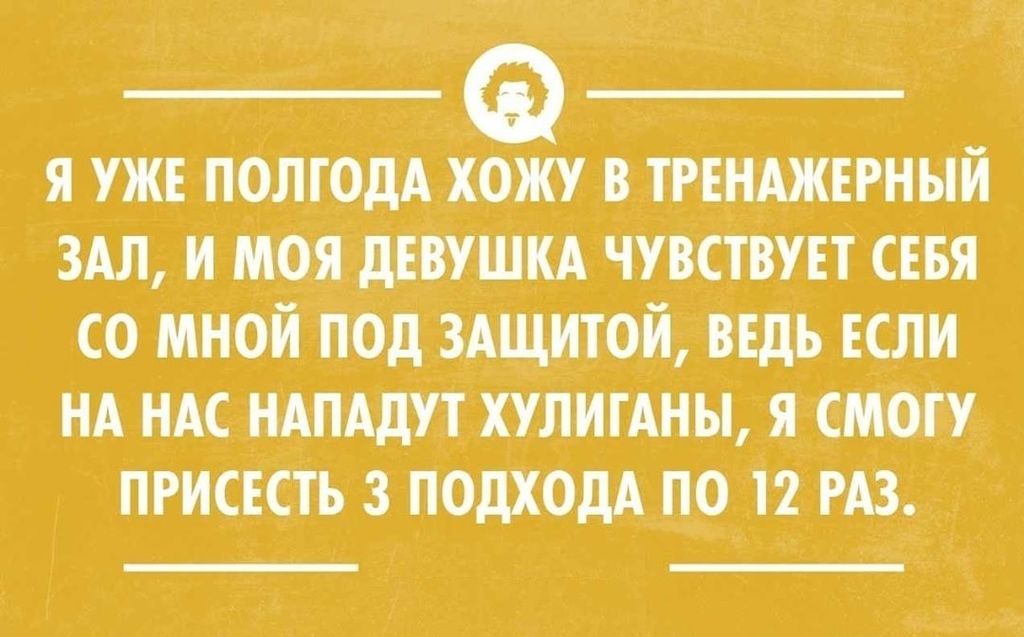 Я УЖЕ ПОЛГОДА ХОЖУ В ТРЕНАЖЕРНЫЙ
ЗАЛ, И МОЯ ДЕВУШКА ЧУВСТВУЕТ СЕБЯ
СО МНОЙ ПОД ЗАЩИТОЙ, ВЕДЬ ЕСЛИ
НА НАС НАПАДУТ ХУЛИГАНЫ, Я СМОГУ
ПРИСЕСТЬ 3 ПОДХОДА ПО 12 РАЗ.